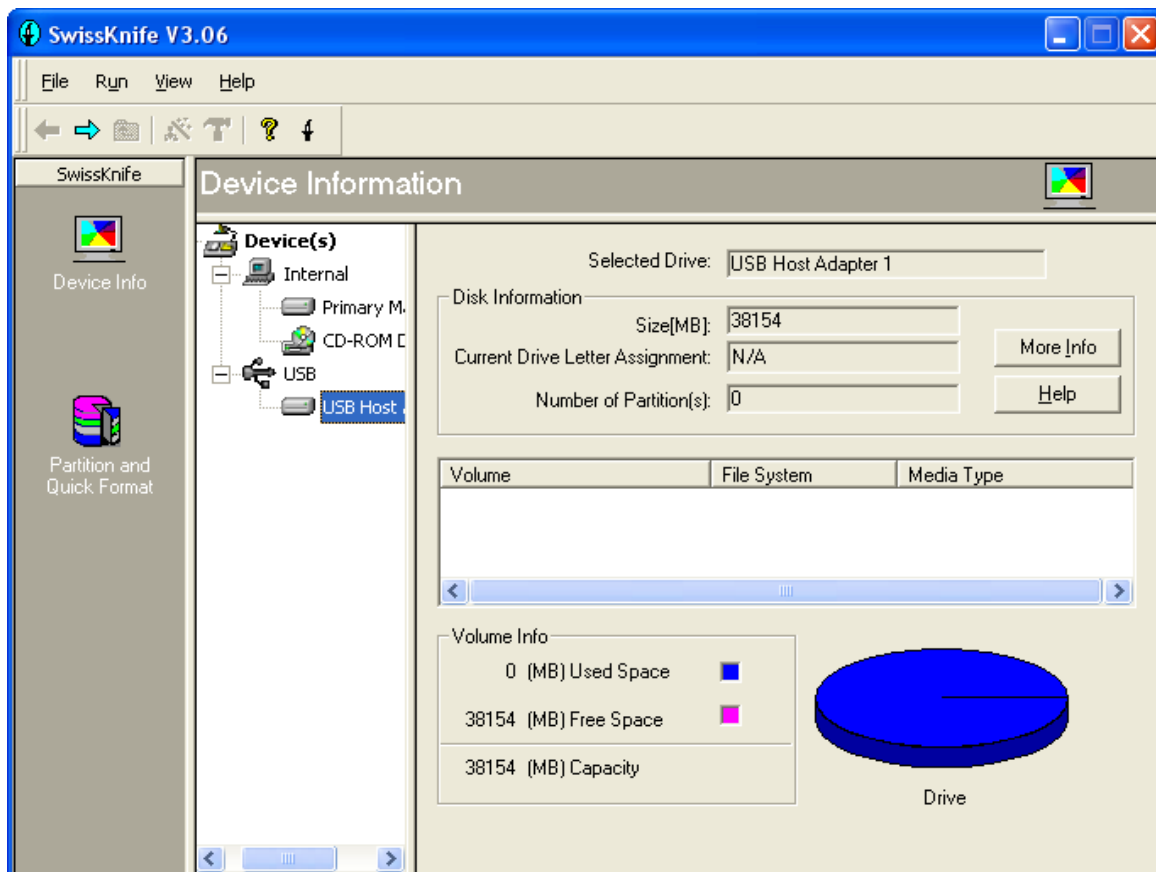 SwissKnife V3.06
File Run View Help
SwissKnife
Device Info
Partition and
Quick Format
Device Information
Device(s)
Internal
Primary
CD-ROM
USB
USB Host
Selected Drive: USB Host Adapter 1
Disk Information
Size[MB]: 38154
Current Drive Letter Assignment: N/A
Number of Partition(s): 0
More Info
Help
Volume File System Media Type
Volume Info
0 (MB) Used Space
38154 (MB) Free Space
38154 (MB) Capacity
Drive